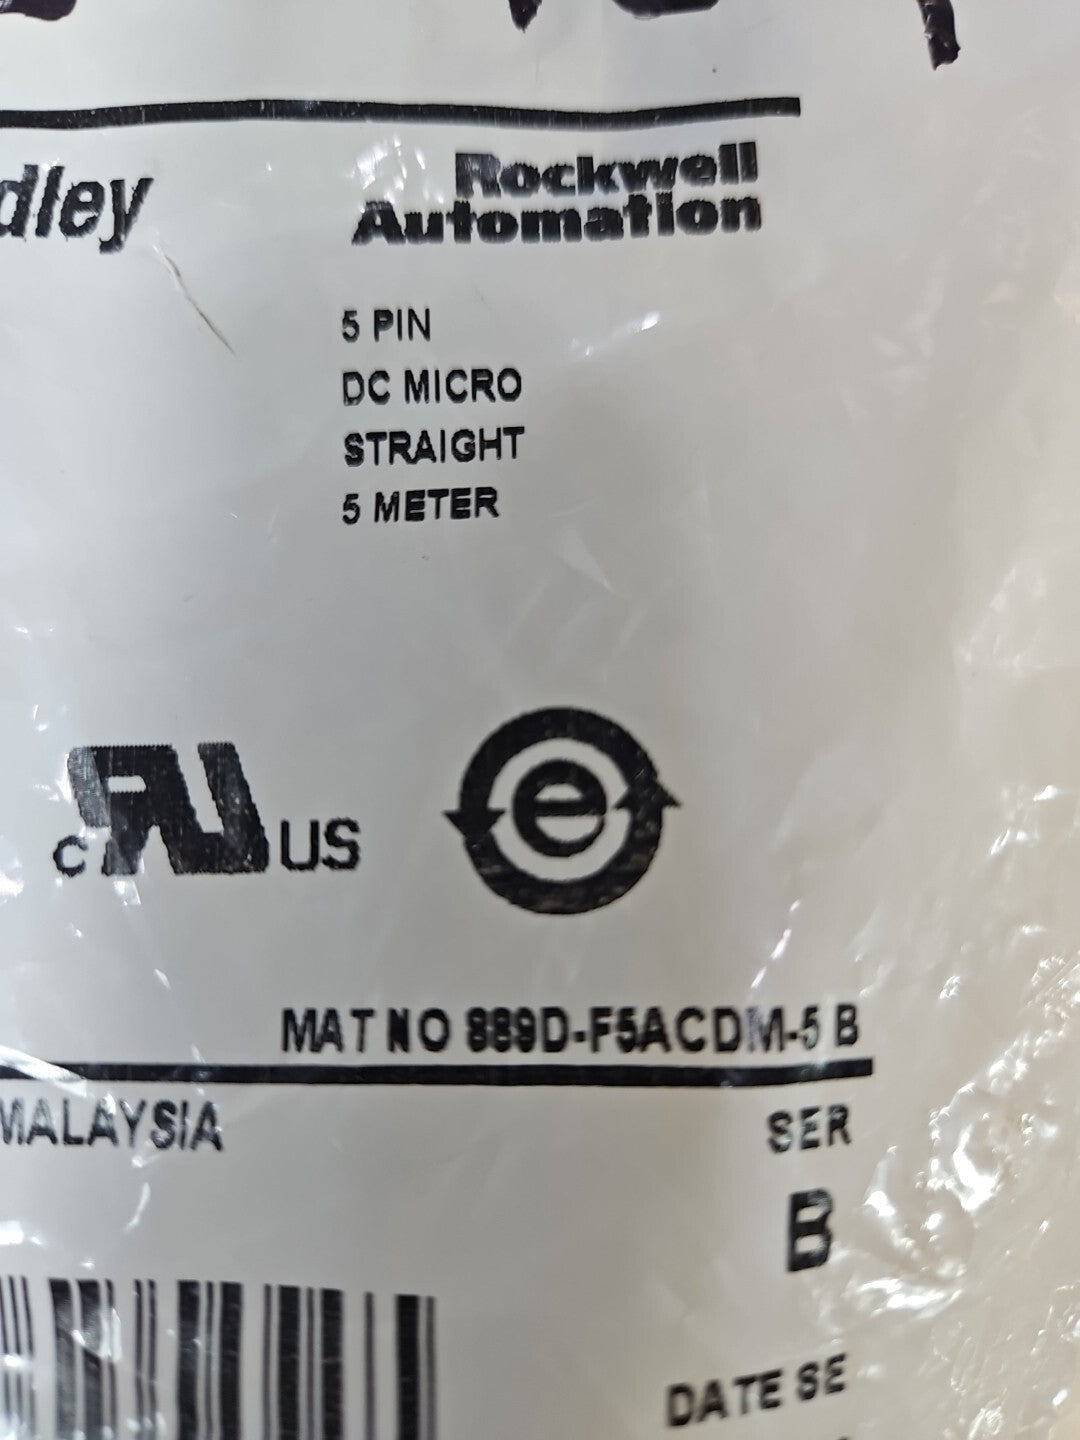 Rockwell
dley Automation
5 PIN
DC MICRO
STRAIGHT
5 METER
c RU US
e
MAT NO 889D-F5ACDM-5 B
MALAYSIA SER
B
DATE SE